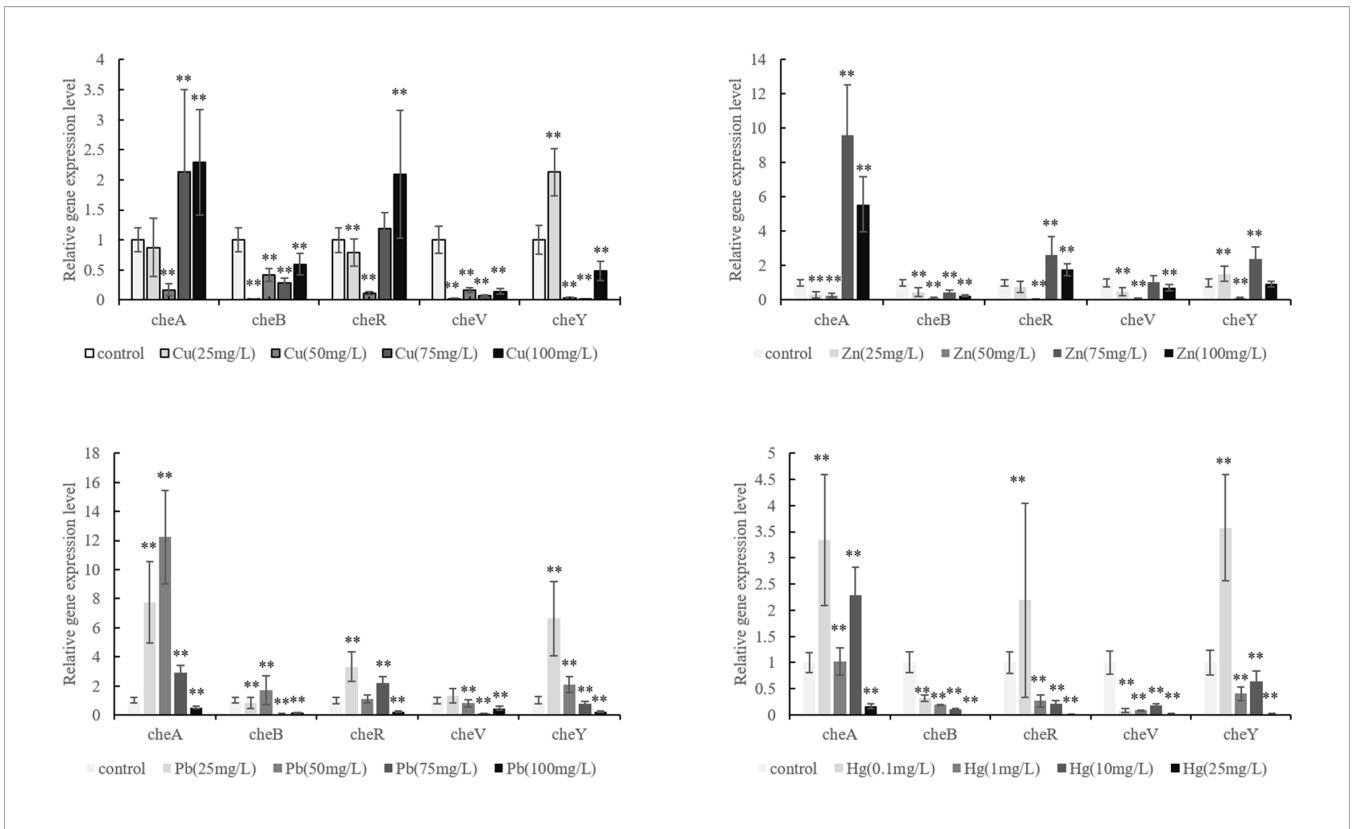 Relative gene expression level
4
3.5
3
2.5
2
1.5
1
0.5
0
** ** ** ** ** ** ** ** ** ** ** ** ** ** ** ** ** **
cheA cheB cheR cheV cheY
control Cu(25mg/L) Cu(50mg/L) Cu(75mg/L) Cu(100mg/L)
Relative gene expression level
14
12
10
8
6
4
2
0
** ** ** ** ** ** ** ** ** ** ** ** ** ** ** ** **
cheA cheB cheR cheV cheY
control Zn(25mg/L) Zn(50mg/L) Zn(75mg/L) Zn(100mg/L)
Relative gene expression level
18
16
14
12
10
8
6
4
2
0
** ** ** ** ** ** ** ** ** ** ** ** ** ** ** ** ** **
cheA cheB cheR cheV cheY
control Pb(25mg/L) Pb(50mg/L) Pb(75mg/L) Pb(100mg/L)
Relative gene expression level
5
4.5
4
3.5
3
2.5
2
1.5
1
0.5
0
** ** ** ** ** ** ** ** ** ** ** ** ** ** ** ** ** ** ** **
cheA cheB cheR cheV cheY
control Hg(0.1mg/L) Hg(1mg/L) Hg(10mg/L) Hg(25mg/L)